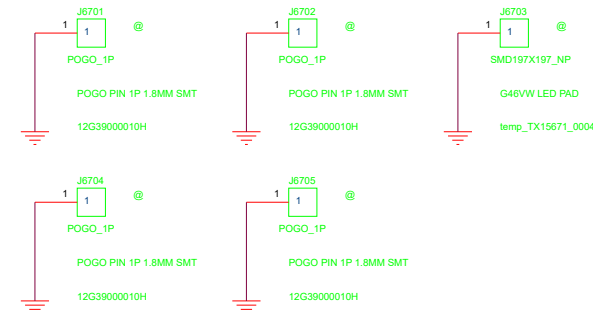 J6701
1 1 @
POGO_1P
POGO PIN 1P 1.8MM SMT
12G39000010H
J6702
1 1 @
POGO_1P
POGO PIN 1P 1.8MM SMT
12G39000010H
J6703
1 1 @
SMD197X197_NP
G46VW LED PAD
temp_TX15671_0004
J6704
1 1 @
POGO_1P
POGO PIN 1P 1.8MM SMT
12G39000010H
J6705
1 1 @
POGO_1P
POGO PIN 1P 1.8MM SMT
12G39000010H